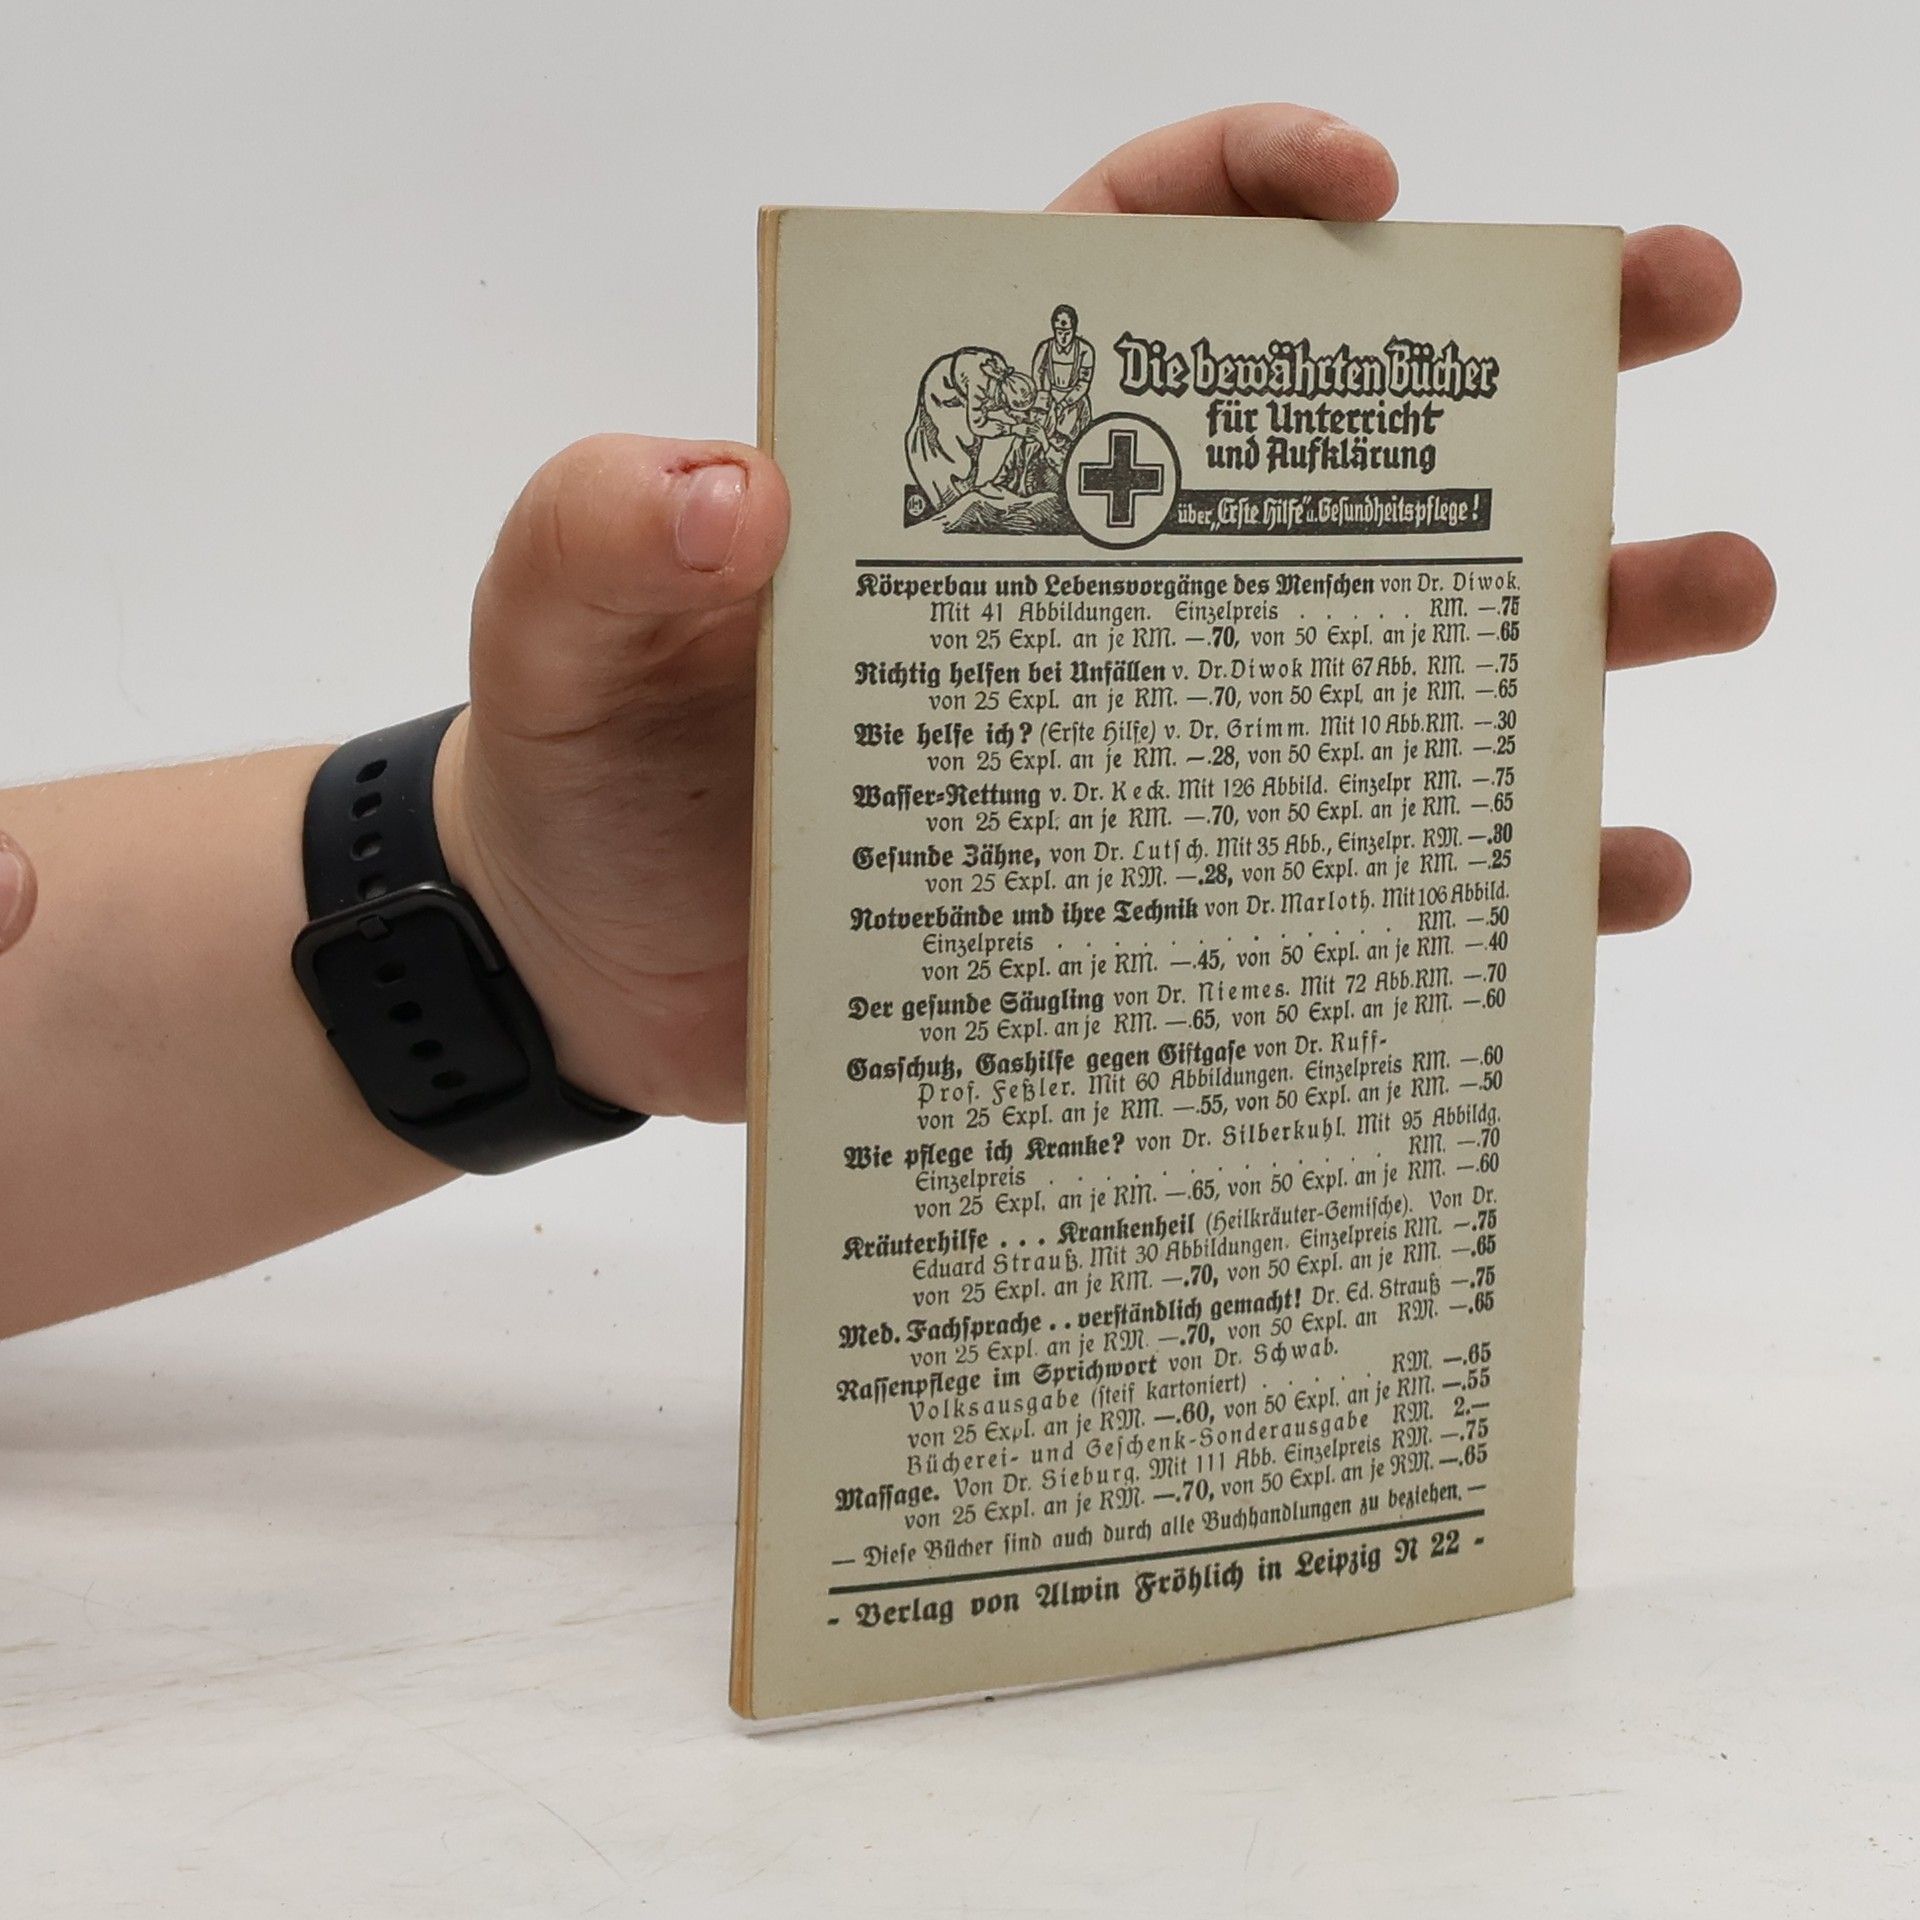 Die bewährten Bücher
für Unterricht
und Aufklärung
über „Erste Hilfe" u. Gesundheitspflege!
Körperbau und Lebensvorgänge des Menschen von Dr. Diwok.
Mit 41 Abbildungen. Einzelpreis . . . . . RM. —.75
von 25 Expl. an je RM. —.70, von 50 Expl. an je RM. —.65
Richtig helfen bei Unfällen v. Dr. Diwok Mit 67 Abb. RM. —.75
von 25 Expl. an je RM. —.70, von 50 Expl. an je RM. —.65
Wie helfe ich? (Erste Hilfe) v. Dr. Grimm. Mit 10 Abb. RM. —.30
von 25 Expl. an je RM. —.28, von 50 Expl. an je RM. —.25
Wasser-Rettung v. Dr. Keck. Mit 126 Abbild. Einzelpr RM. —.75
von 25 Expl. an je RM. —.70, von 50 Expl. an je RM. —.65
Gesunde Zähne, von Dr. Lutsch. Mit 35 Abb., Einzelpr. RM. —.30
von 25 Expl. an je RM. —.28, von 50 Expl. an je RM. —.25
Notverbände und ihre Technik von Dr. Marloth. Mit 106 Abbild.
Einzelpreis . . . . . . . . . . . . RM. —.50
von 25 Expl. an je RM. —.45, von 50 Expl. an je RM. —.40
Der gesunde Säugling von Dr. Niemes. Mit 72 Abb. RM. —.70
von 25 Expl. an je RM. —.65, von 50 Expl. an je RM. —.60
Gasschutz, Gashilfe gegen Giftgase von Dr. Ruff-
Prof. Feßler. Mit 60 Abbildungen. Einzelpreis RM. —.60
von 25 Expl. an je RM. —.55, von 50 Expl. an je RM. —.50
Wie pflege ich Kranke? von Dr. Silberkuhl. Mit 95 Abbildg.
Einzelpreis . . . . . . . . . . . . RM. —.70
von 25 Expl. an je RM. —.65, von 50 Expl. an je RM. —.60
Kräuterhilfe . . . Krankenheil (Heilkräuter-Gemische). Von Dr.
Eduard Strauß. Mit 30 Abbildungen. Einzelpreis RM. —.75
von 25 Expl. an je RM. —.70, von 50 Expl. an je RM. —.65
Med. Fachsprache . . verständlich gemacht! Dr. Ed. Strauß —.75
von 25 Expl. an je RM. —.70, von 50 Expl. an RM. —.65
Rassenpflege im Sprichwort von Dr. Schwab.
Volksausgabe (steif kartoniert) . . . . . RM. —.65
von 25 Expl. an je RM. —.60, von 50 Expl. an je RM. —.55
Bücherei- und Geschenk-Sonderausgabe RM. 2.—
Massage. Von Dr. Sieburg. Mit 111 Abb. Einzelpreis RM. —.75
von 25 Expl. an je RM. —.70, von 50 Expl. an je RM. —.65
— Diese Bücher sind auch durch alle Buchhandlungen zu beziehen. —
- Verlag von Alwin Fröhlich in Leipzig N 22 -